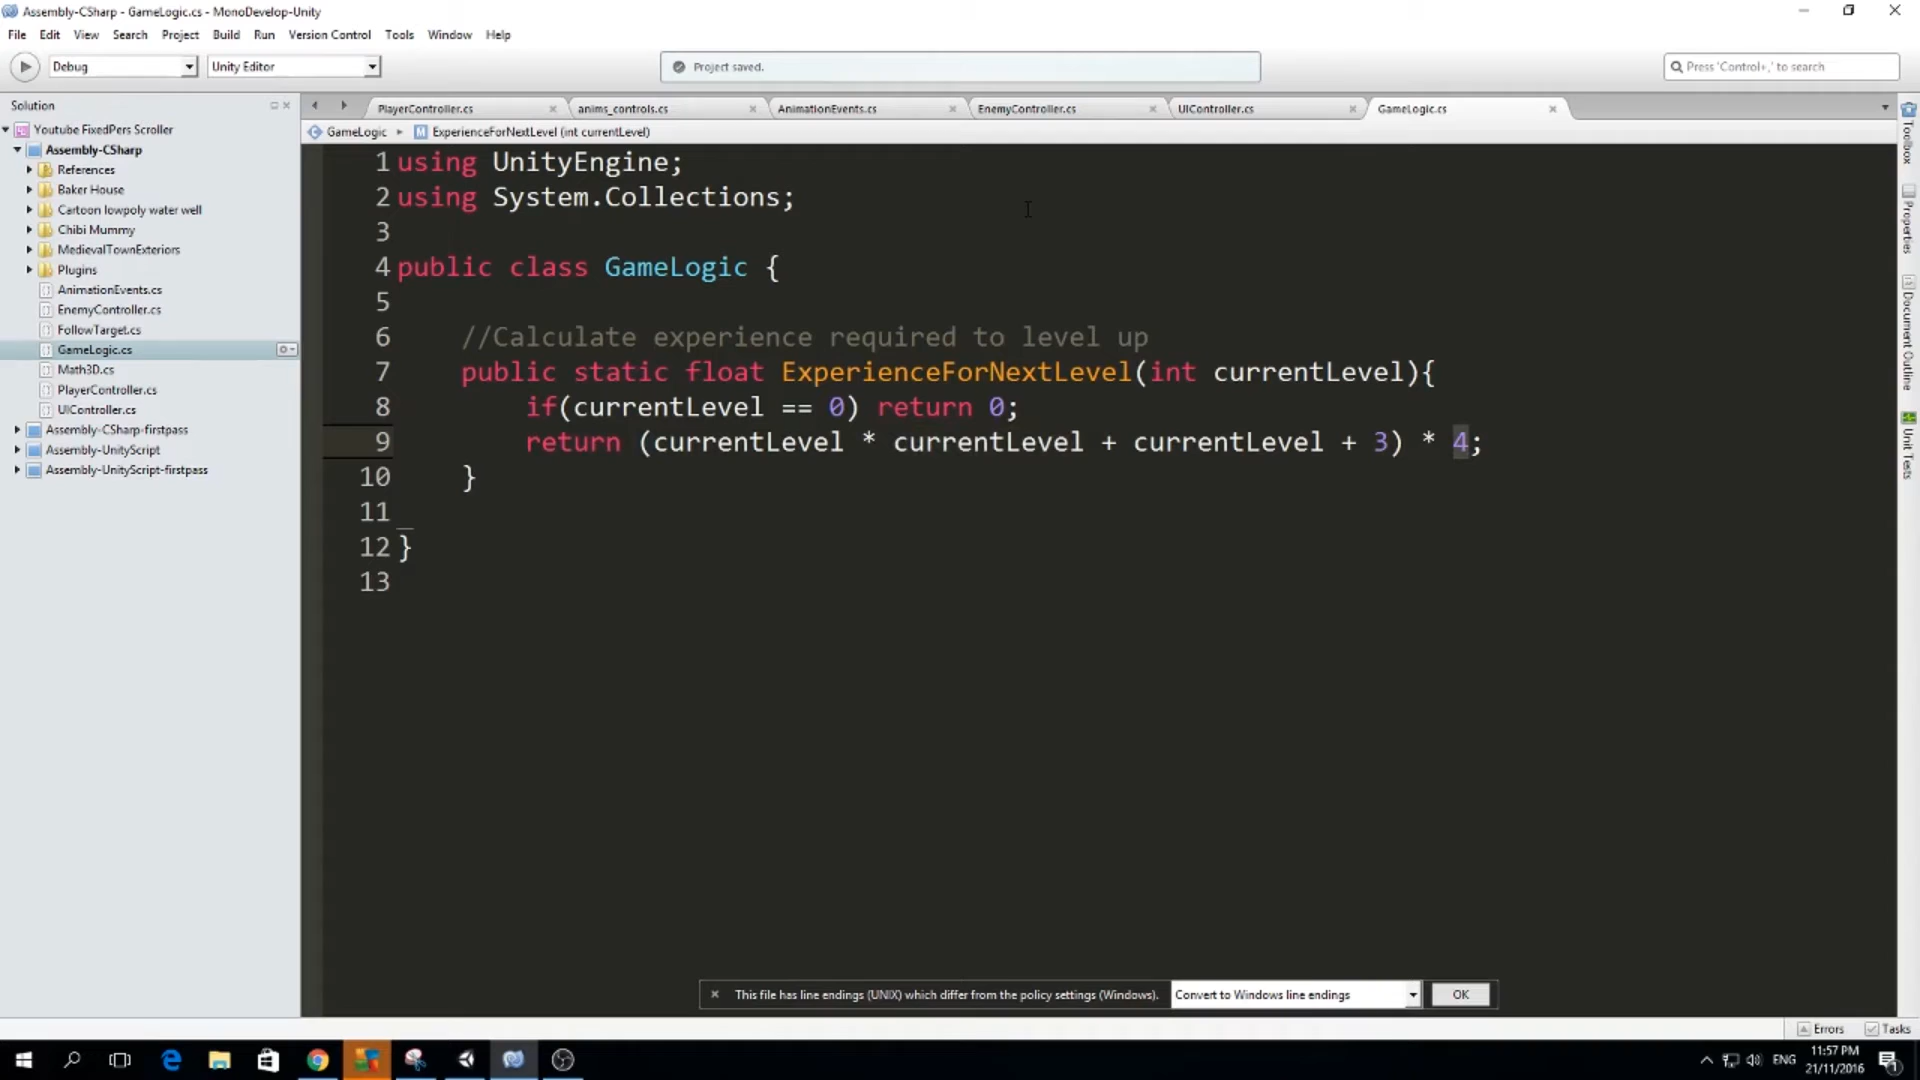 Assembly-CSharp - GameLogic.cs - MonoDevelop-Unity
File Edit View Search Project Build Run Version Control Tools Window Help
Debug Unity Editor Project saved. Press 'Control+,' to search
Solution
PlayerController.cs anims_controls.cs AnimationEvents.cs EnemyController.cs UIController.cs GameLogic.cs
GameLogic ExperienceForNextLevel (int currentLevel)
Youtube FixedPers Scroller
Assembly-CSharp
References
Baker House
Cartoon lowpoly water well
Chibi Mummy
MedievalTownExteriors
Plugins
AnimationEvents.cs
EnemyController.cs
FollowTarget.cs
GameLogic.cs
Math3D.cs
PlayerController.cs
UIController.cs
Assembly-CSharp-firstpass
Assembly-UnityScript
Assembly-UnityScript-firstpass
1 using UnityEngine;
2 using System.Collections;
3
4 public class GameLogic {
5
6 //Calculate experience required to level up
7 public static float ExperienceForNextLevel(int currentLevel){
8 if(currentLevel == 0) return 0;
9 return (currentLevel * currentLevel + currentLevel + 3) * 4;
10 }
11
12 }
13
Toolbox
Properties
Document Outline
Unit Tests
This file has line endings (UNIX) which differ from the policy settings (Windows). Convert to Windows line endings OK
Errors Tasks
ENG 11:57 PM
21/11/2016
1